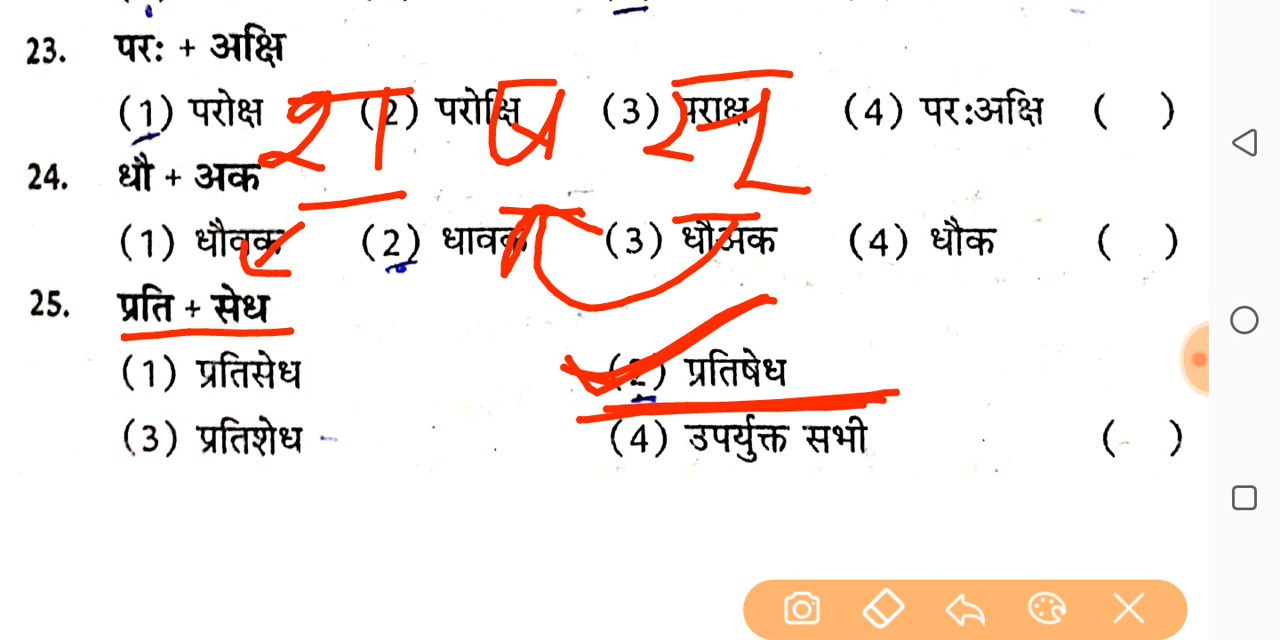 23. परः + अक्षि
(1) परोक्ष (2) परोक्षि (3) पराक्ष (4) परःअक्षि ( )
श ष स्
24. धौ + अक
(1) धौवक (2) धावक (3) धौअक (4) धौक ( )
25. प्रति + सेध
(1) प्रतिसेध (2) प्रतिषेध
(3) प्रतिशेध (4) उपर्युक्त सभी ( )